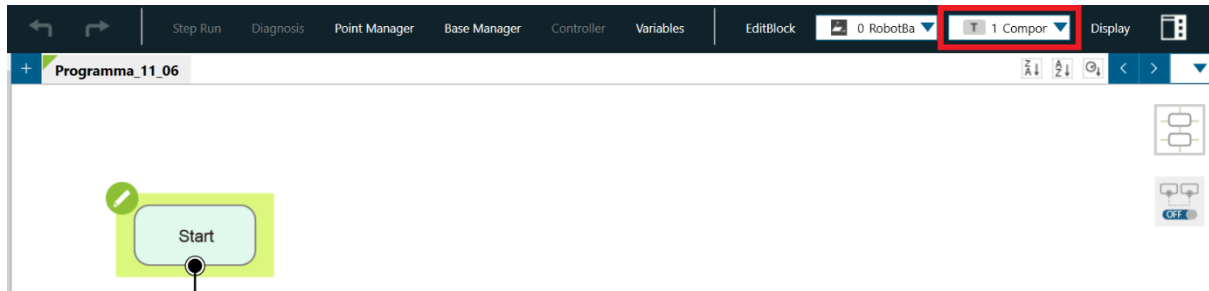 Step Run Diagnosis Point Manager Base Manager Controller Variables EditBlock 0 RobotBa T 1 Compor Display
+ Programma_11_06 Z A A Z
OFF
Start